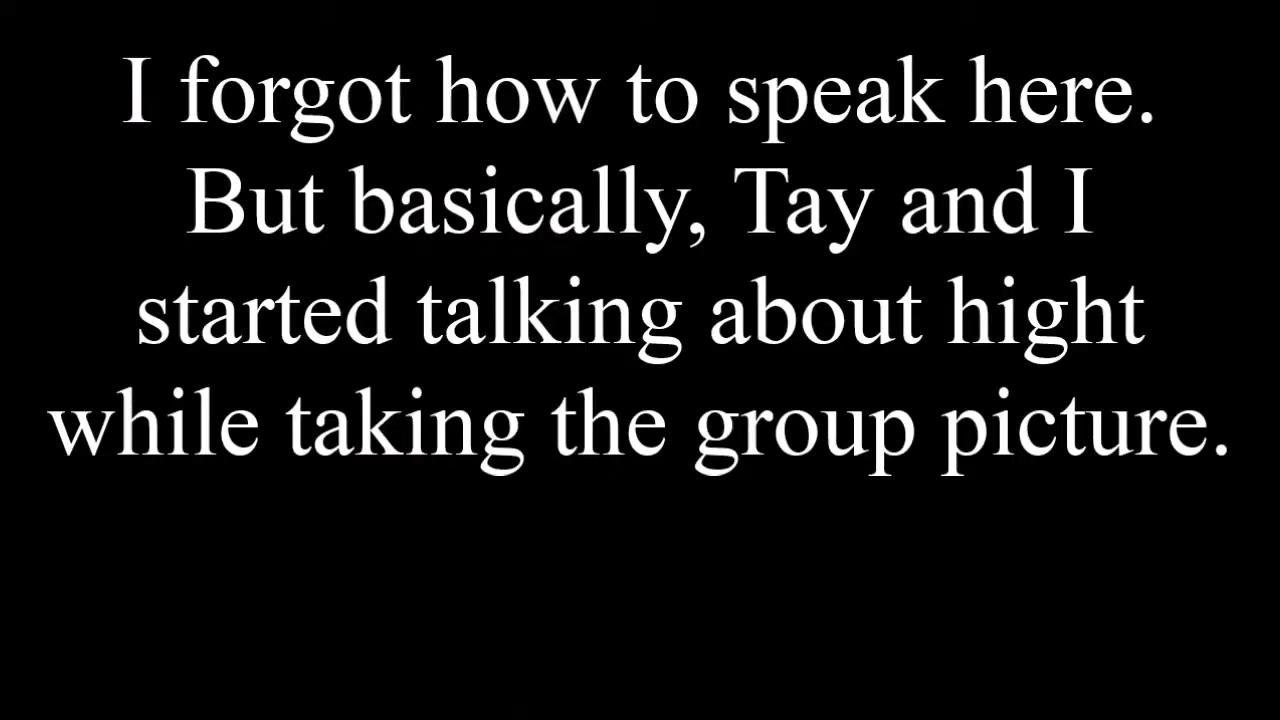 I forgot how to speak here.
But basically, Tay and I
started talking about hight
while taking the group picture.